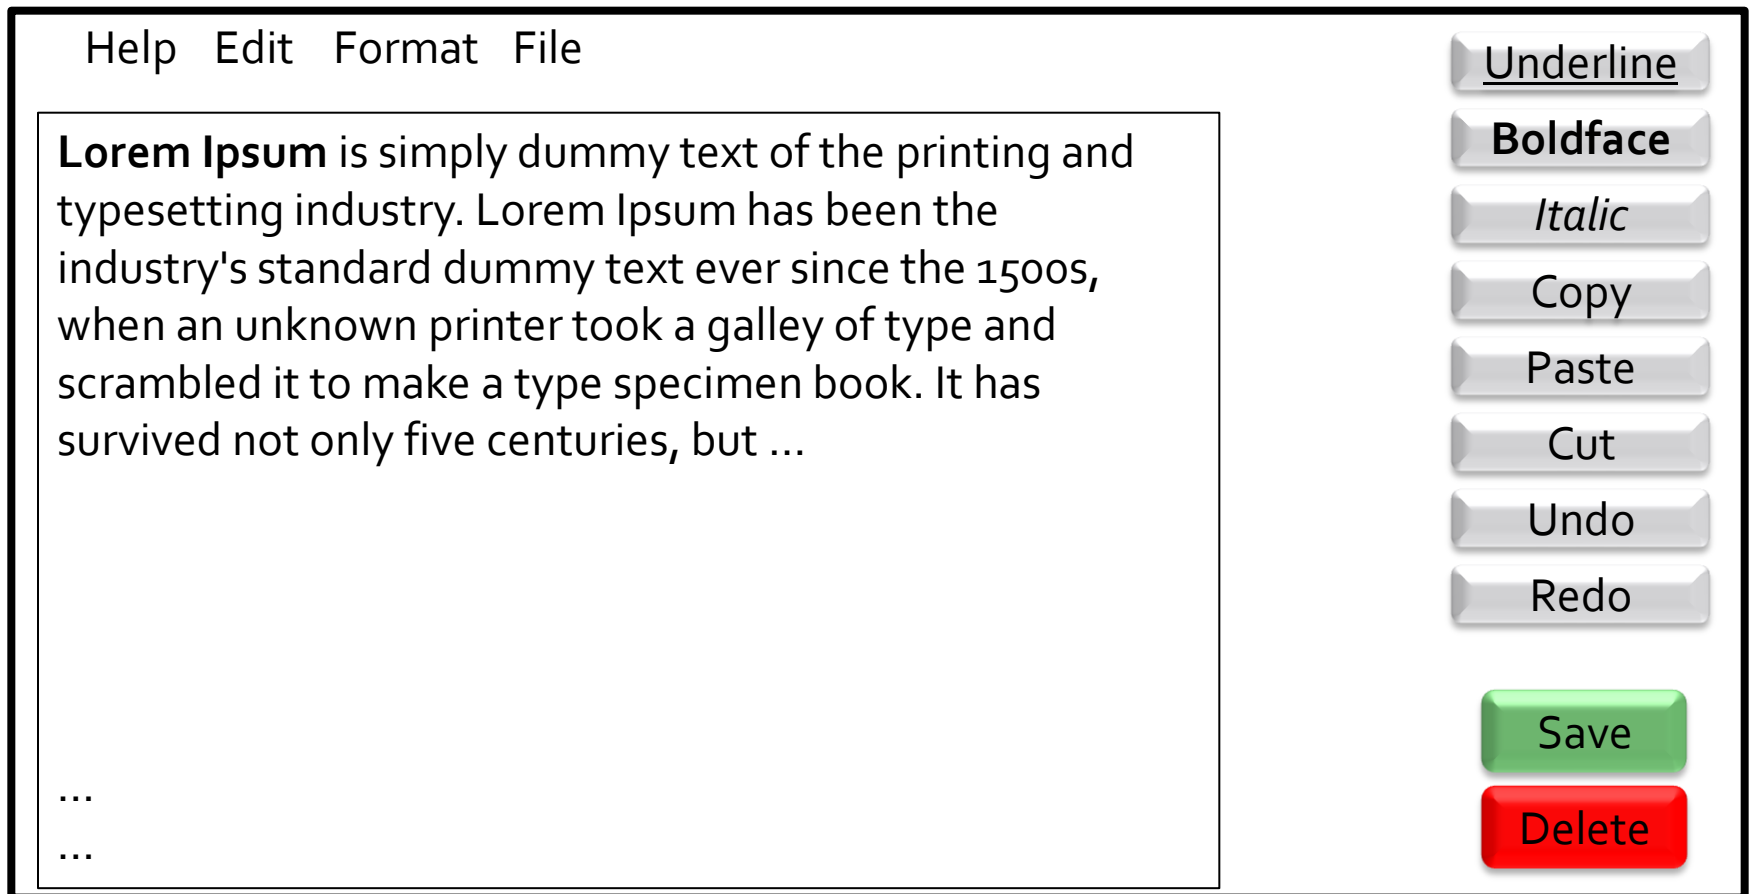 Help Edit Format File
Lorem Ipsum is simply dummy text of the printing and
typesetting industry. Lorem Ipsum has been the
industry's standard dummy text ever since the 1500s,
when an unknown printer took a galley of type and
scrambled it to make a type specimen book. It has
survived not only five centuries, but ...
...
...
Underline
Boldface
Italic
Copy
Paste
Cut
Undo
Redo
Save
Delete